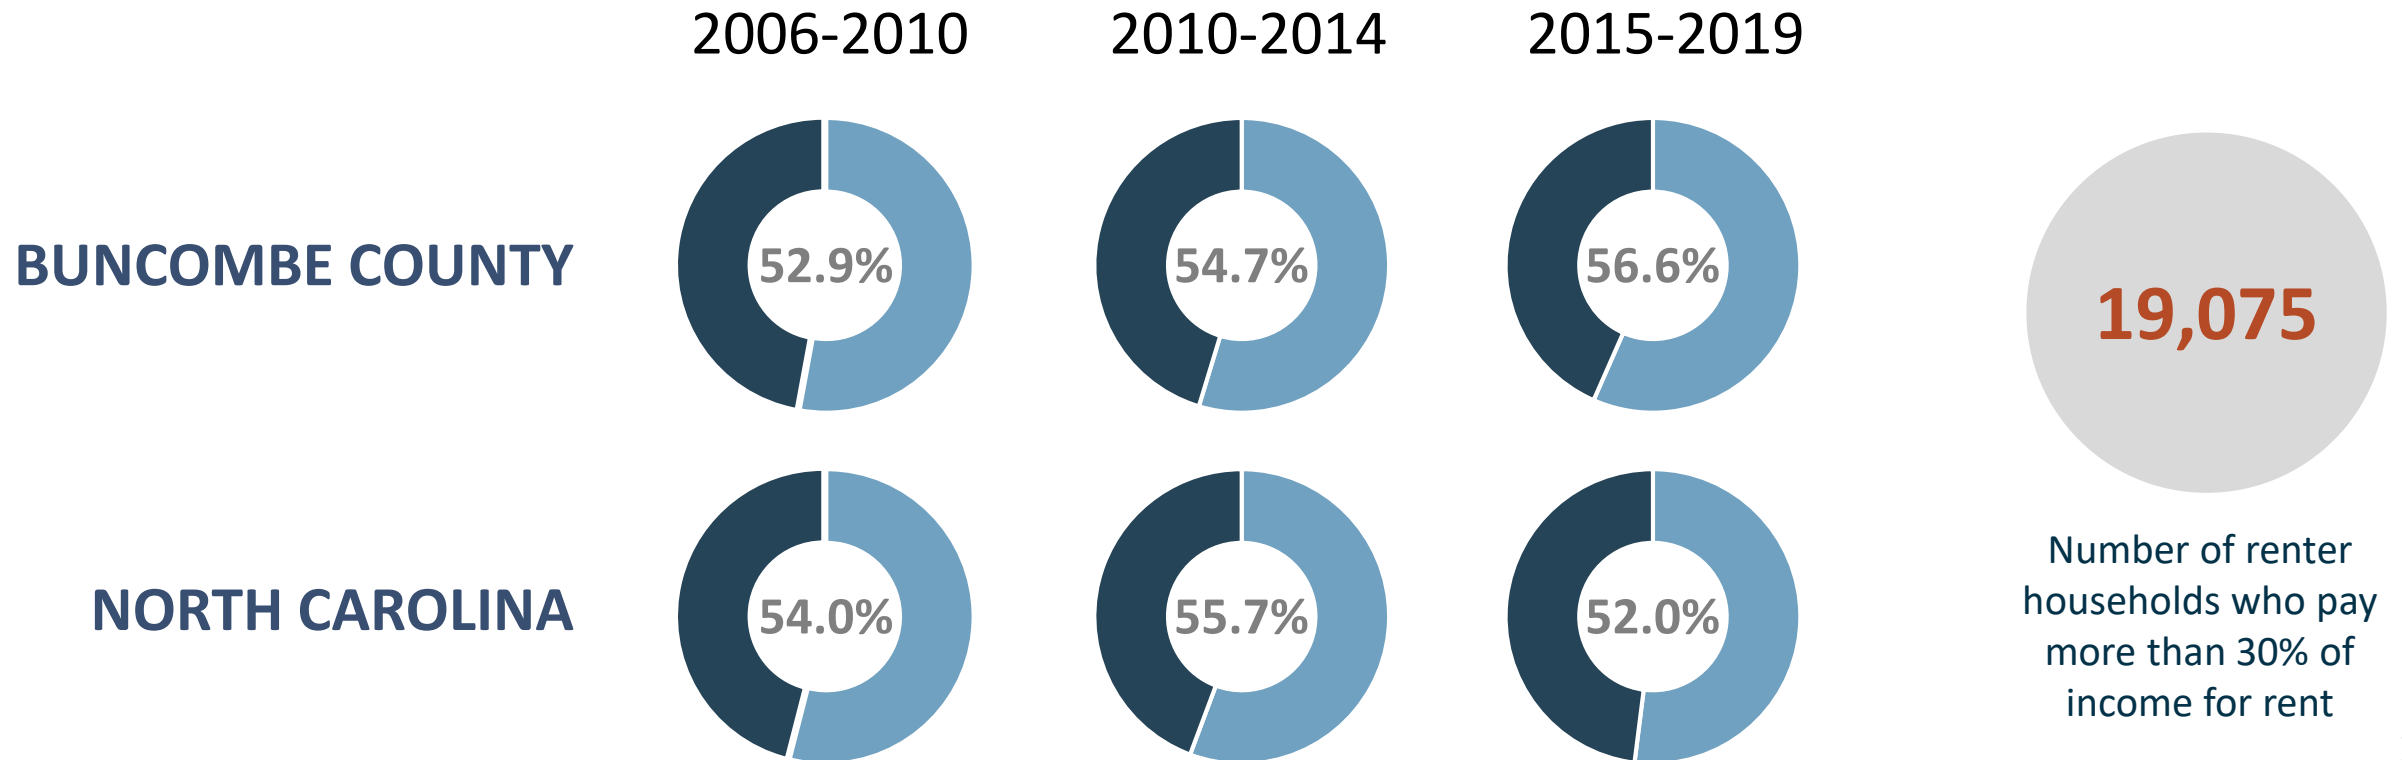 2006-2010 2010-2014 2015-2019
BUNCOMBE COUNTY 52.9% 54.7% 56.6%
19,075
NORTH CAROLINA 54.0% 55.7% 52.0%
Number of renter
households who pay
more than 30% of
income for rent